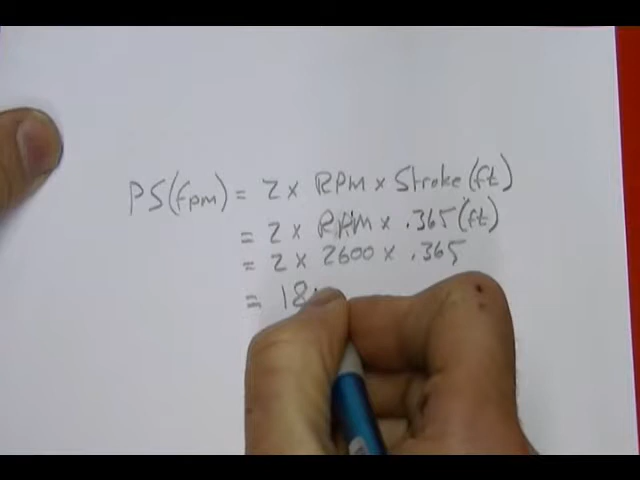 PS(fpm) = 2 x RPM x Stroke(ft)
= 2 x RPM x .365(ft)
= 2 x 2600 x .365
= 18